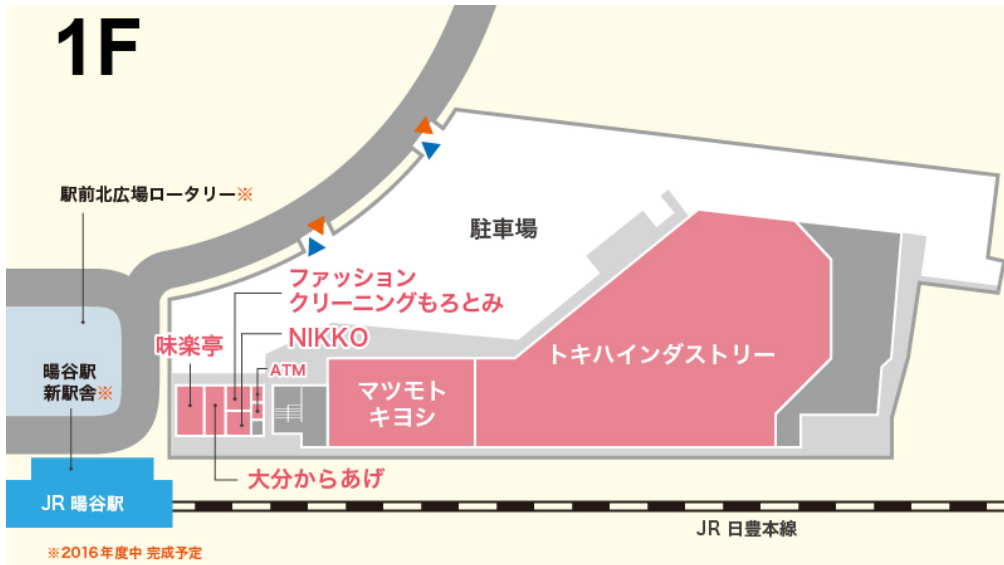 1F
駅前北広場ロータリー※
駐車場
ファッション
クリーニングもろとみ
NIKKO
味楽亭
ATM
トキハインダストリー
マツモト
キヨシ
暘谷駅
新駅舎※
大分からあげ
JR 暘谷駅
JR 日豊本線
※2016年度中 完成予定